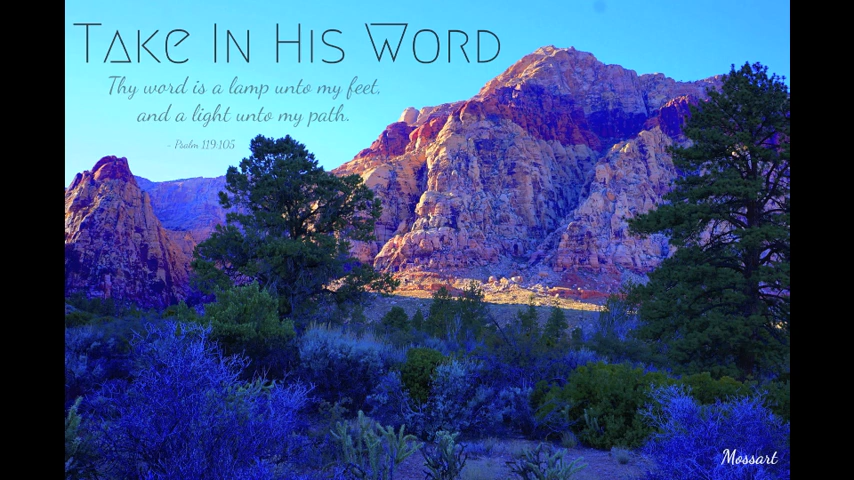 Take In His Word
Thy word is a lamp unto my feet,
and a light unto my path.
- Psalm 119:105
Mossart